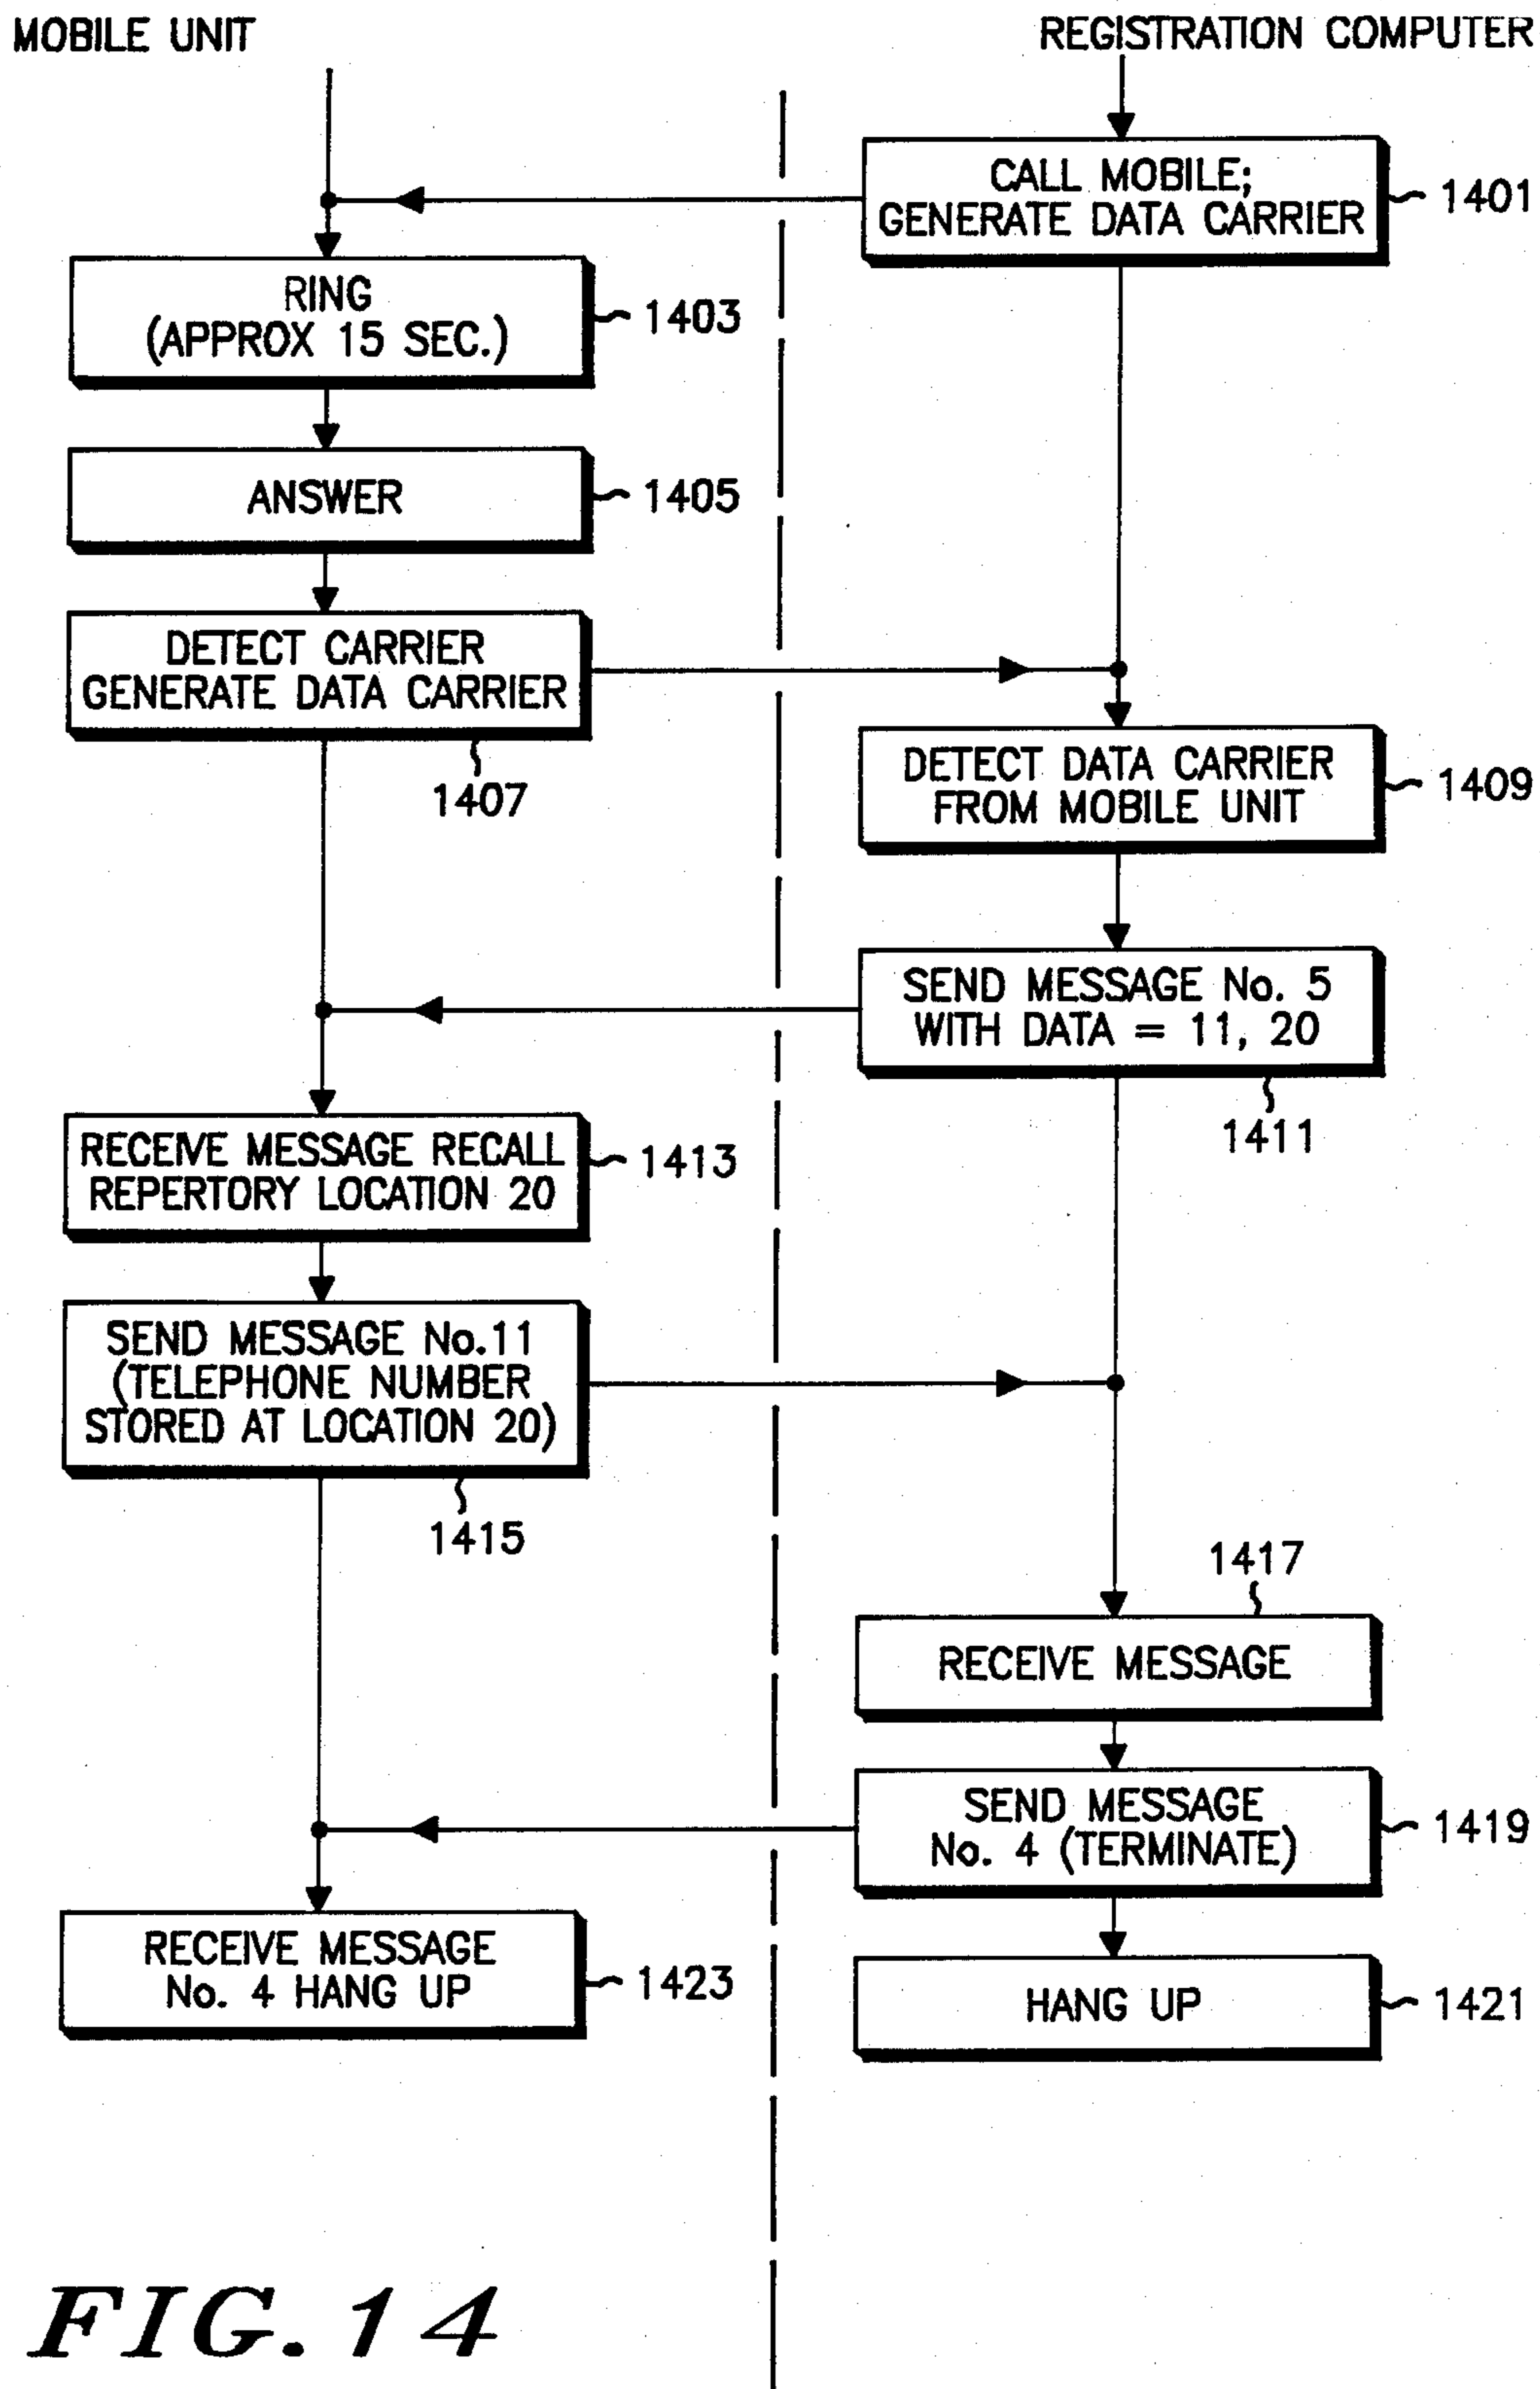 MOBILE UNIT
REGISTRATION COMPUTER
CALL MOBILE;
GENERATE DATA CARRIER
1401
RING
(APPROX 15 SEC.)
1403
ANSWER
1405
DETECT CARRIER
GENERATE DATA CARRIER
1407
DETECT DATA CARRIER
FROM MOBILE UNIT
1409
SEND MESSAGE No. 5
WITH DATA = 11, 20
1411
RECEIVE MESSAGE RECALL
REPERTORY LOCATION 20
1413
SEND MESSAGE No.11
(TELEPHONE NUMBER
STORED AT LOCATION 20)
1415
1417
RECEIVE MESSAGE
SEND MESSAGE
No. 4 (TERMINATE)
1419
RECEIVE MESSAGE
No. 4 HANG UP
1423
HANG UP
1421
FIG. 14